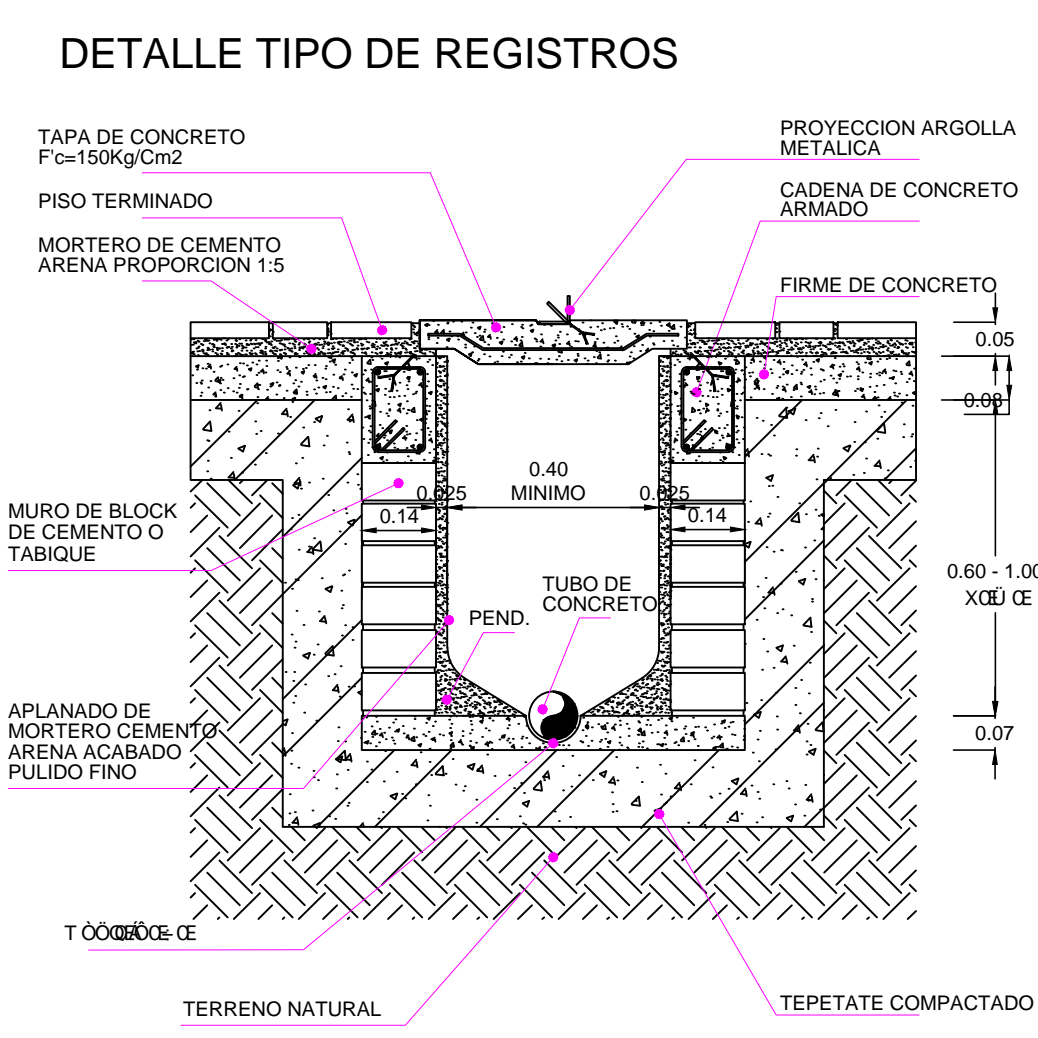 DETALLE TIPO DE REGISTROS
TAPA DE CONCRETO
F'c=150Kg/Cm2
PISO TERMINADO
MORTERO DE CEMENTO
ARENA PROPORCION 1:5
PROYECCION ARGOLLA
METALICA
CADENA DE CONCRETO
ARMADO
FIRME DE CONCRETO
0.05
0.08
0.40
MINIMO
0.025
0.025
0.14
0.14
MURO DE BLOCK
DE CEMENTO O
TABIQUE
TUBO DE
CONCRETO
PEND.
0.60 - 1.00
0.07
APLANADO DE
MORTERO CEMENTO
ARENA ACABADO
PULIDO FINO
TERRENO NATURAL
TEPETATE COMPACTADO